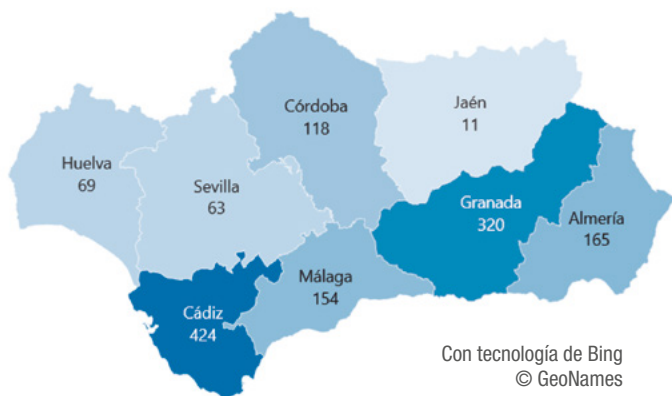 Jaén
11
Córdoba
118
Huelva
69
Sevilla
63
Granada
320
Almería
165
Málaga
154
Cádiz
424
Con tecnología de Bing
© GeoNames